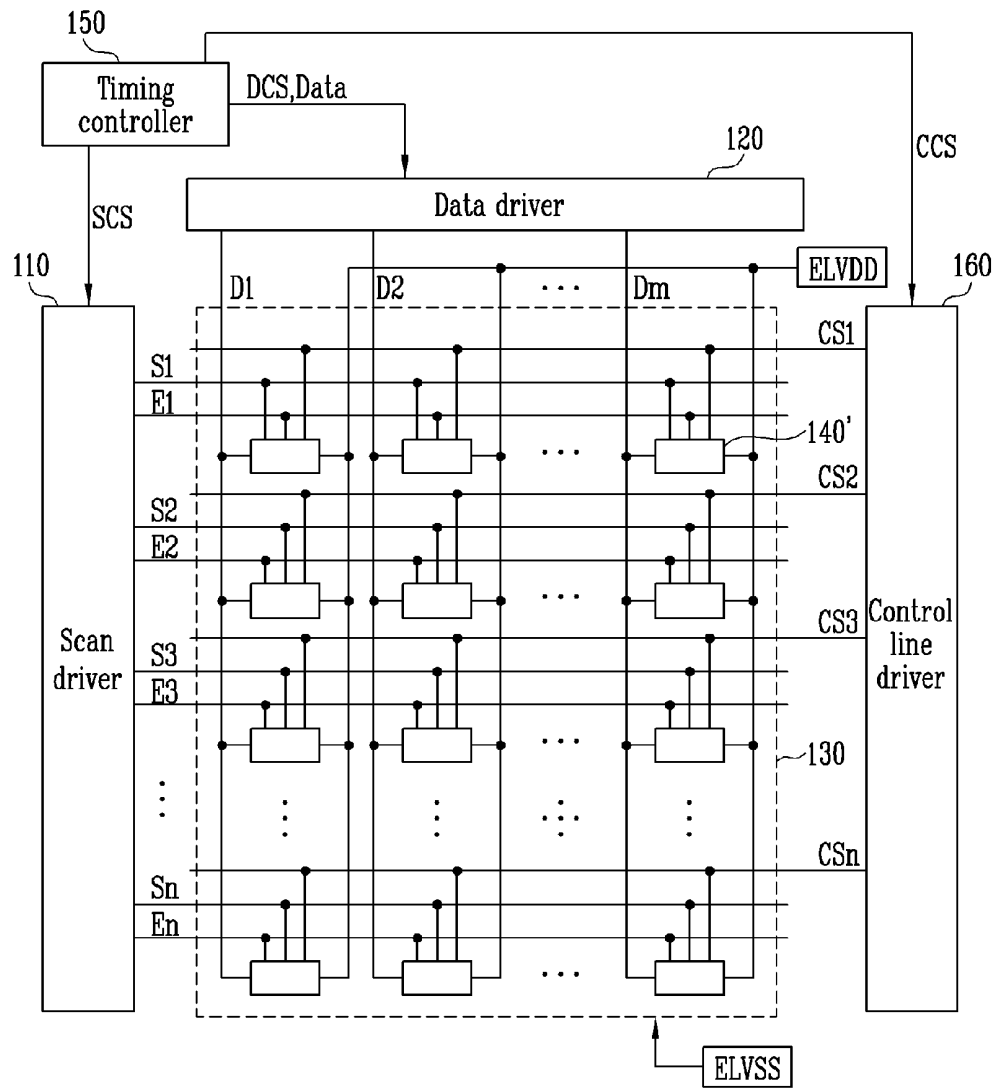 150
Timing
controller
DCS,Data
120
CCS
SCS
Data driver
110
D1
D2
Dm
ELVDD
160
CS1
S1
E1
140'
CS2
S2
E2
CS3
Scan
driver
S3
E3
Control
line
driver
130
CSn
Sn
En
ELVSS